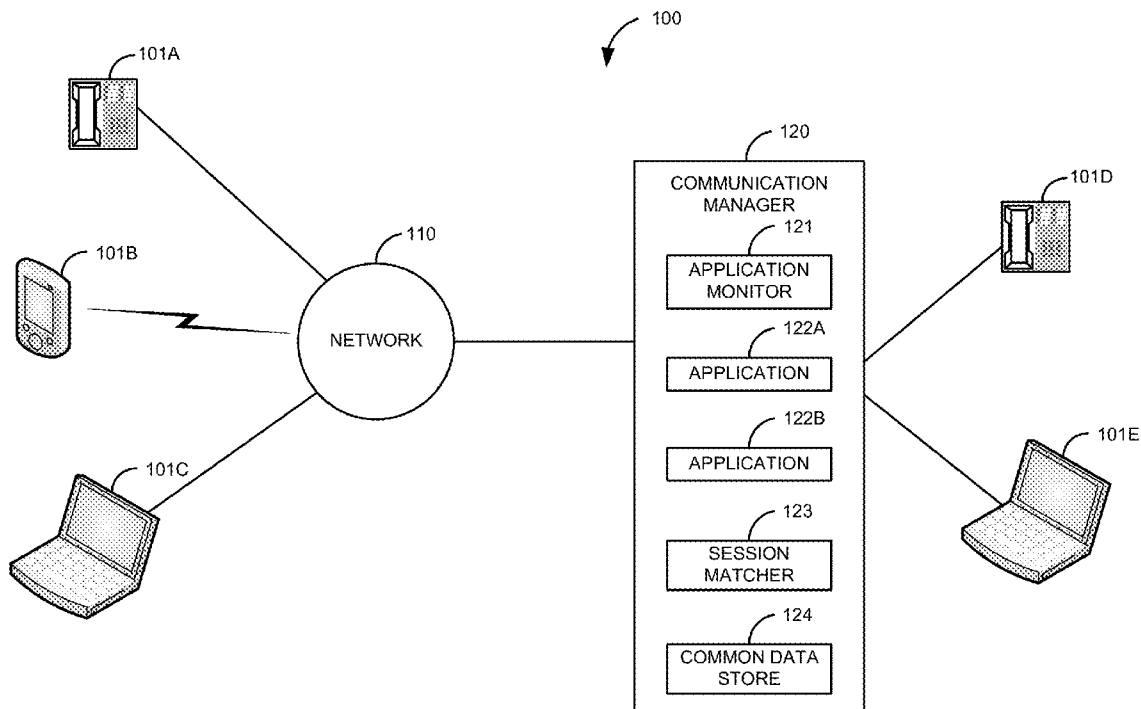 100
101A
120
COMMUNICATION
MANAGER
101D
121
APPLICATION
MONITOR
110
101B
NETWORK
122A
APPLICATION
122B
APPLICATION
101E
101C
123
SESSION
MATCHER
124
COMMON DATA
STORE